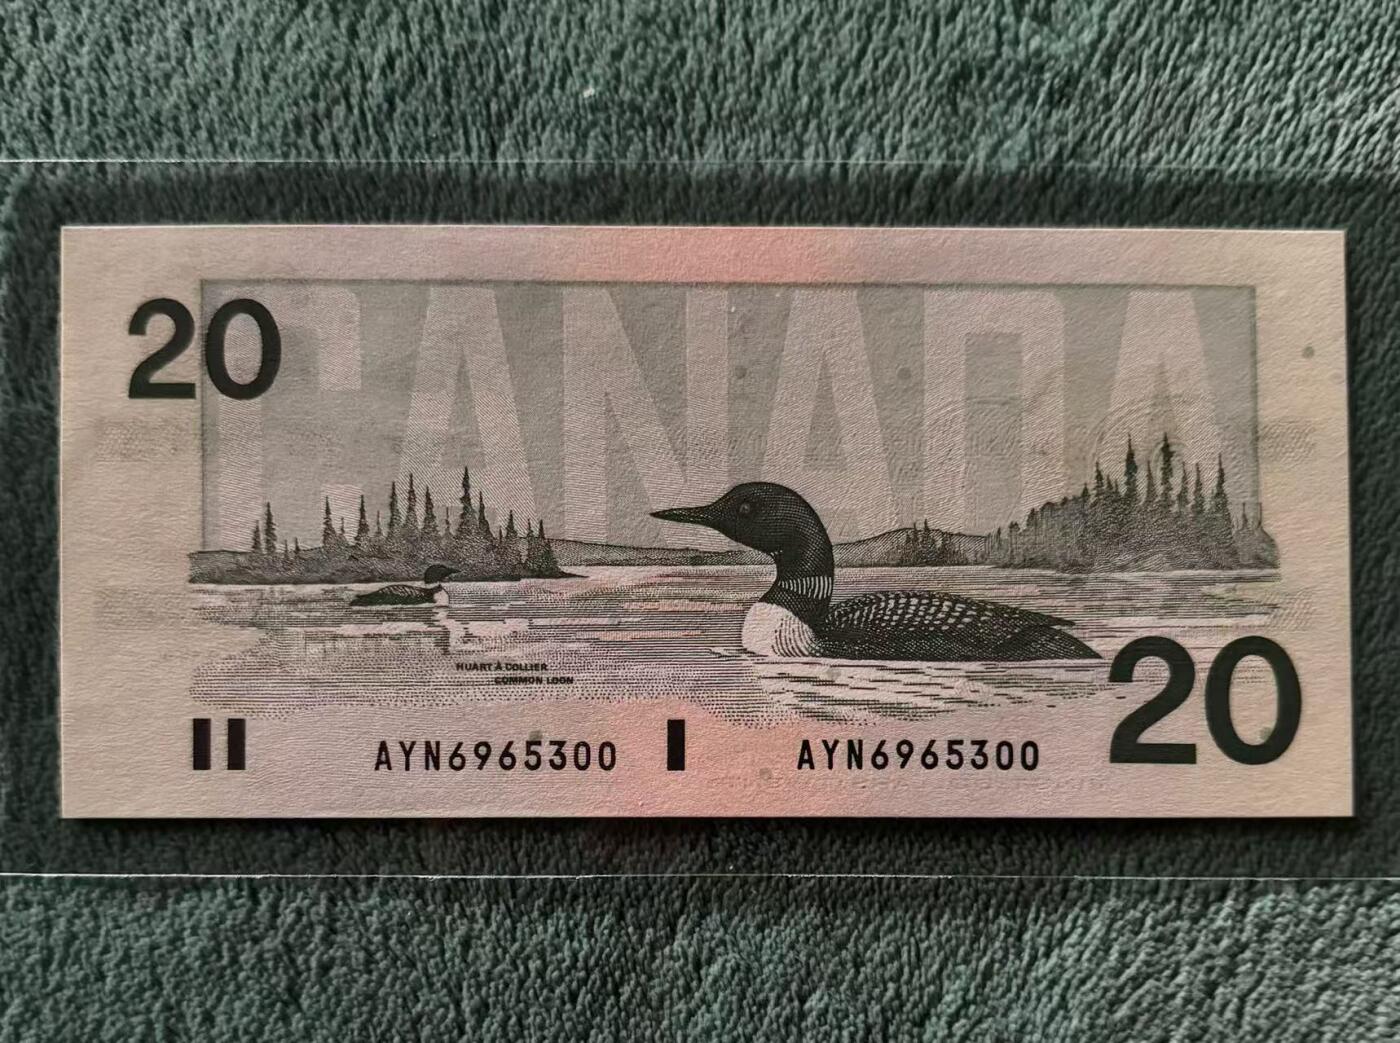 CANADA
20
HUART À COLLIER
COMMON LOON
20
AYN6965300 AYN6965300